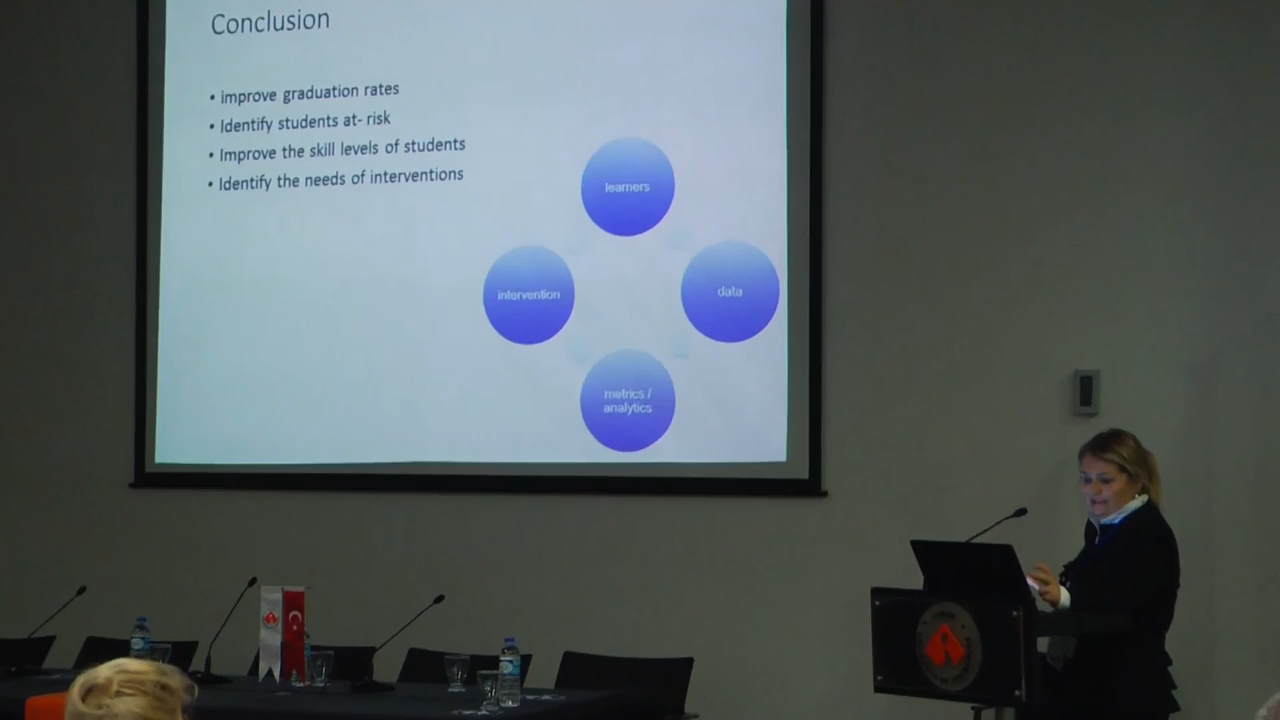 Conclusion
• improve graduation rates
• Identify students at- risk
• Improve the skill levels of students
• Identify the needs of interventions
learners
intervention
data
metrics /
analytics